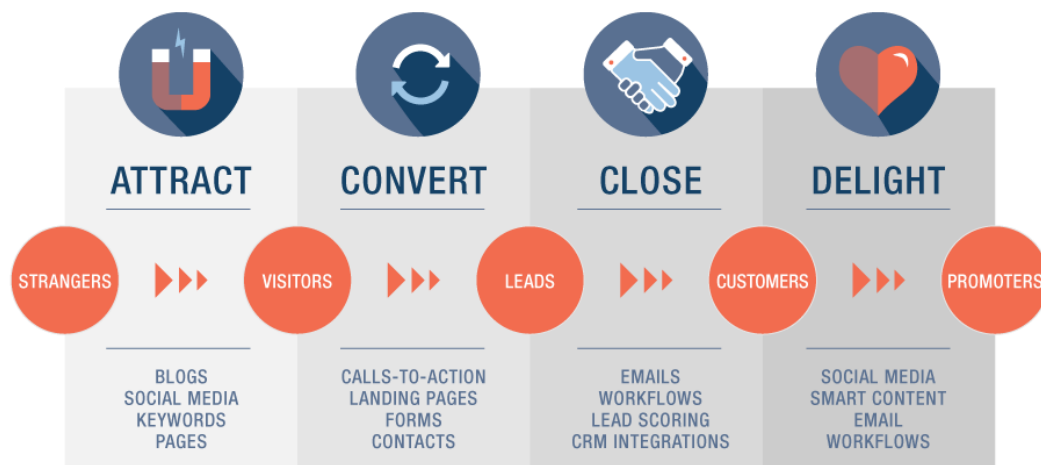 ATTRACT
CONVERT
CLOSE
DELIGHT
STRANGERS
VISITORS
LEADS
CUSTOMERS
PROMOTERS
BLOGS
SOCIAL MEDIA
KEYWORDS
PAGES
CALLS-TO-ACTION
LANDING PAGES
FORMS
CONTACTS
EMAILS
WORKFLOWS
LEAD SCORING
CRM INTEGRATIONS
SOCIAL MEDIA
SMART CONTENT
EMAIL
WORKFLOWS